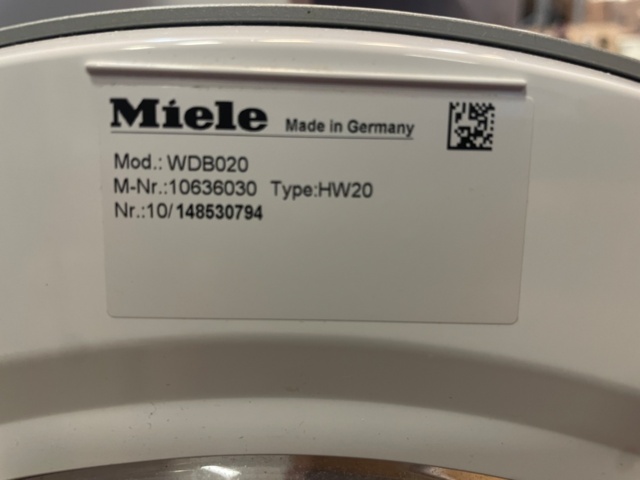 Miele Made in Germany
Mod.: WDB020
M-Nr.:10636030 Type:HW20
Nr.:10/148530794